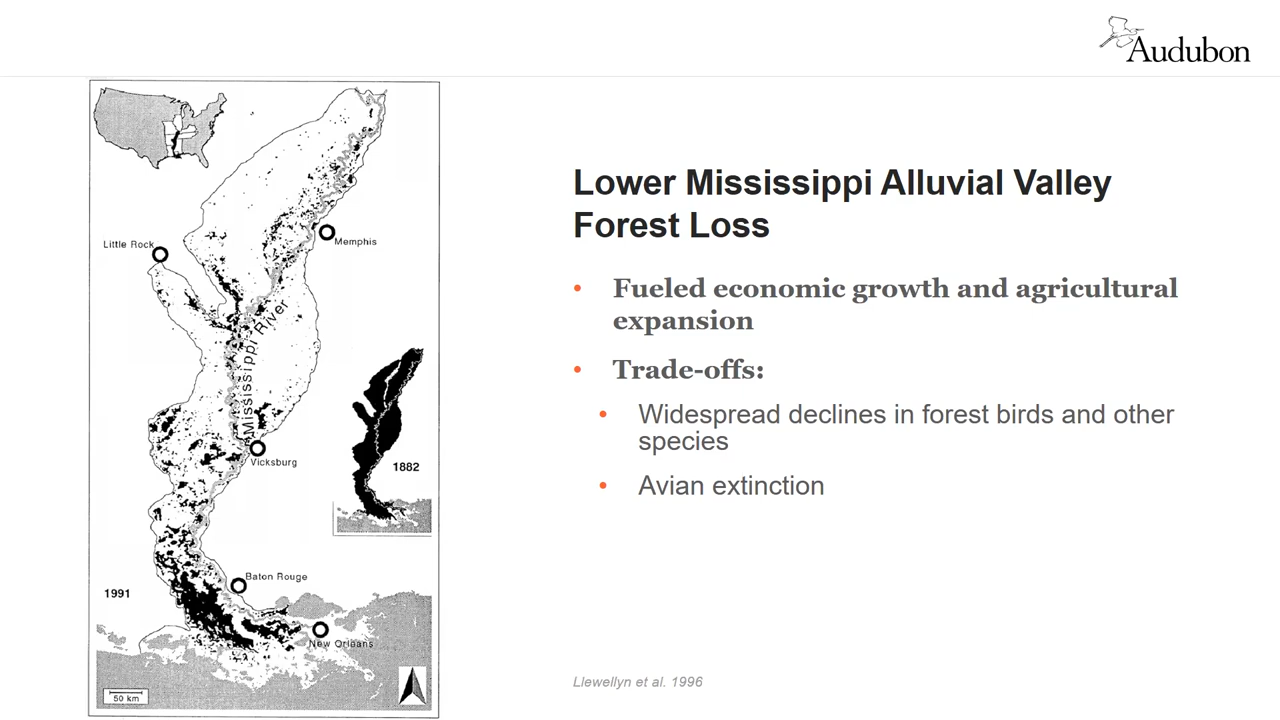 Audubon
Little Rock
Memphis
Mississippi River
Vicksburg
1882
Baton Rouge
1991
New Orleans
50 km
Lower Mississippi Alluvial Valley
Forest Loss
• Fueled economic growth and agricultural
expansion
• Trade-offs:
• Widespread declines in forest birds and other
species
• Avian extinction
Llewellyn et al. 1996